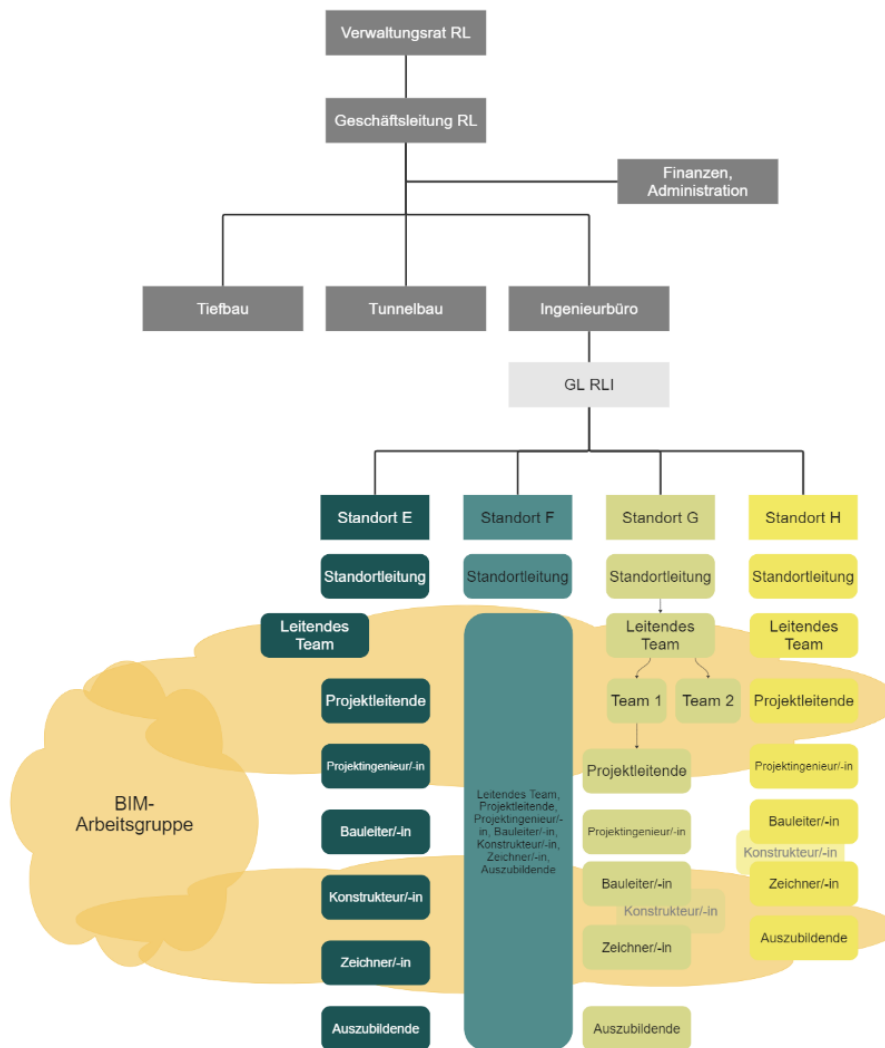 Verwaltungsrat RL
Geschäftsleitung RL
Finanzen,
Administration
Tiefbau
Tunnelbau
Ingenieurbüro
GL RLI
Standort E
Standort F
Standort G
Standort H
Standortleitung
Standortleitung
Standortleitung
Standortleitung
Leitendes
Team
Leitendes
Team
Leitendes
Team
Projektleitende
Team 1
Team 2
Projektleitende
Projektingenieur/-in
Projektleitende
Projektingenieur/-in
BIM-
Arbeitsgruppe
Leitendes Team,
Projektleitende,
Projektingenieur/-
in, Bauleiter/-in,
Konstrukteur/-in,
Zeichner/-in,
Auszubildende
Bauleiter/-in
Projektingenieur/-in
Bauleiter/-in
Konstrukteur/-in
Konstrukteur/-in
Bauleiter/-in
Konstrukteur/-in
Zeichner/-in
Zeichner/-in
Zeichner/-in
Auszubildende
Auszubildende
Auszubildende